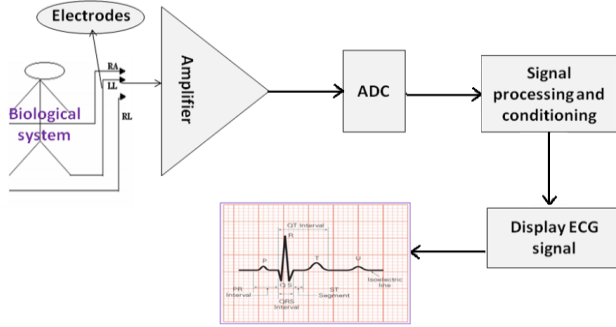 Electrodes
RA
LL
RL
Biological
system
Amplifier
ADC
Signal
processing and
conditioning
Display ECG
signal
QT Interval
R
P
T
U
Q S
Isoelectric
line
PR
Interval
ST
Segment
QRS
Interval